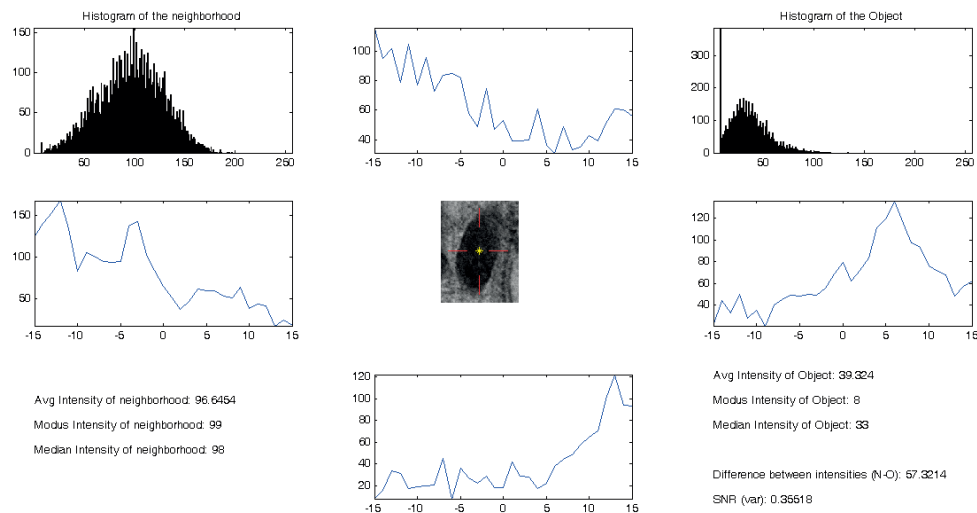 Histogram of the neighborhood
150
100
50
0
50 100 150 200 250
100
80
60
40
-15 -10 -5 0 5 10 15
Histogram of the Object
300
200
100
0
50 100 150 200 250
150
100
50
-15 -10 -5 0 5 10 15
120
100
80
60
40
-15 -10 -5 0 5 10 15
Avg Intensity of neighborhood: 96.6454
Modus Intensity of neighborhood: 99
Median Intensity of neighborhood: 98
120
100
80
60
40
20
-15 -10 -5 0 5 10 15
Avg Intensity of Object: 39.324
Modus Intensity of Object: 8
Median Intensity of Object: 33
Difference between intensities (N-O): 57.3214
SNR (var): 0.35518